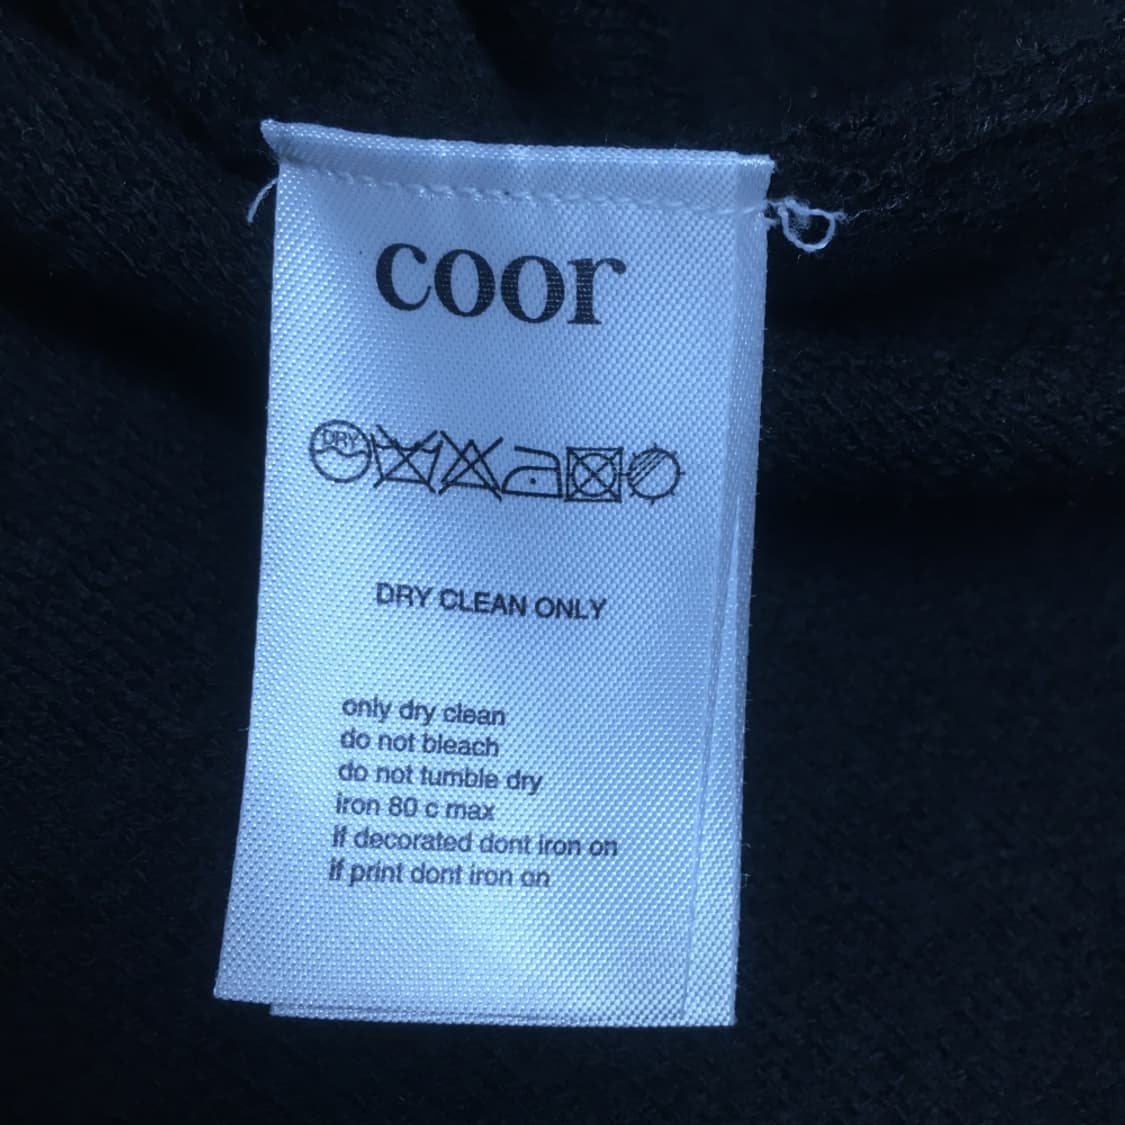 coor
DRY
DRY CLEAN ONLY
only dry clean
do not bleach
do not tumble dry
iron 80 c max
If decorated dont iron on
If print dont iron on